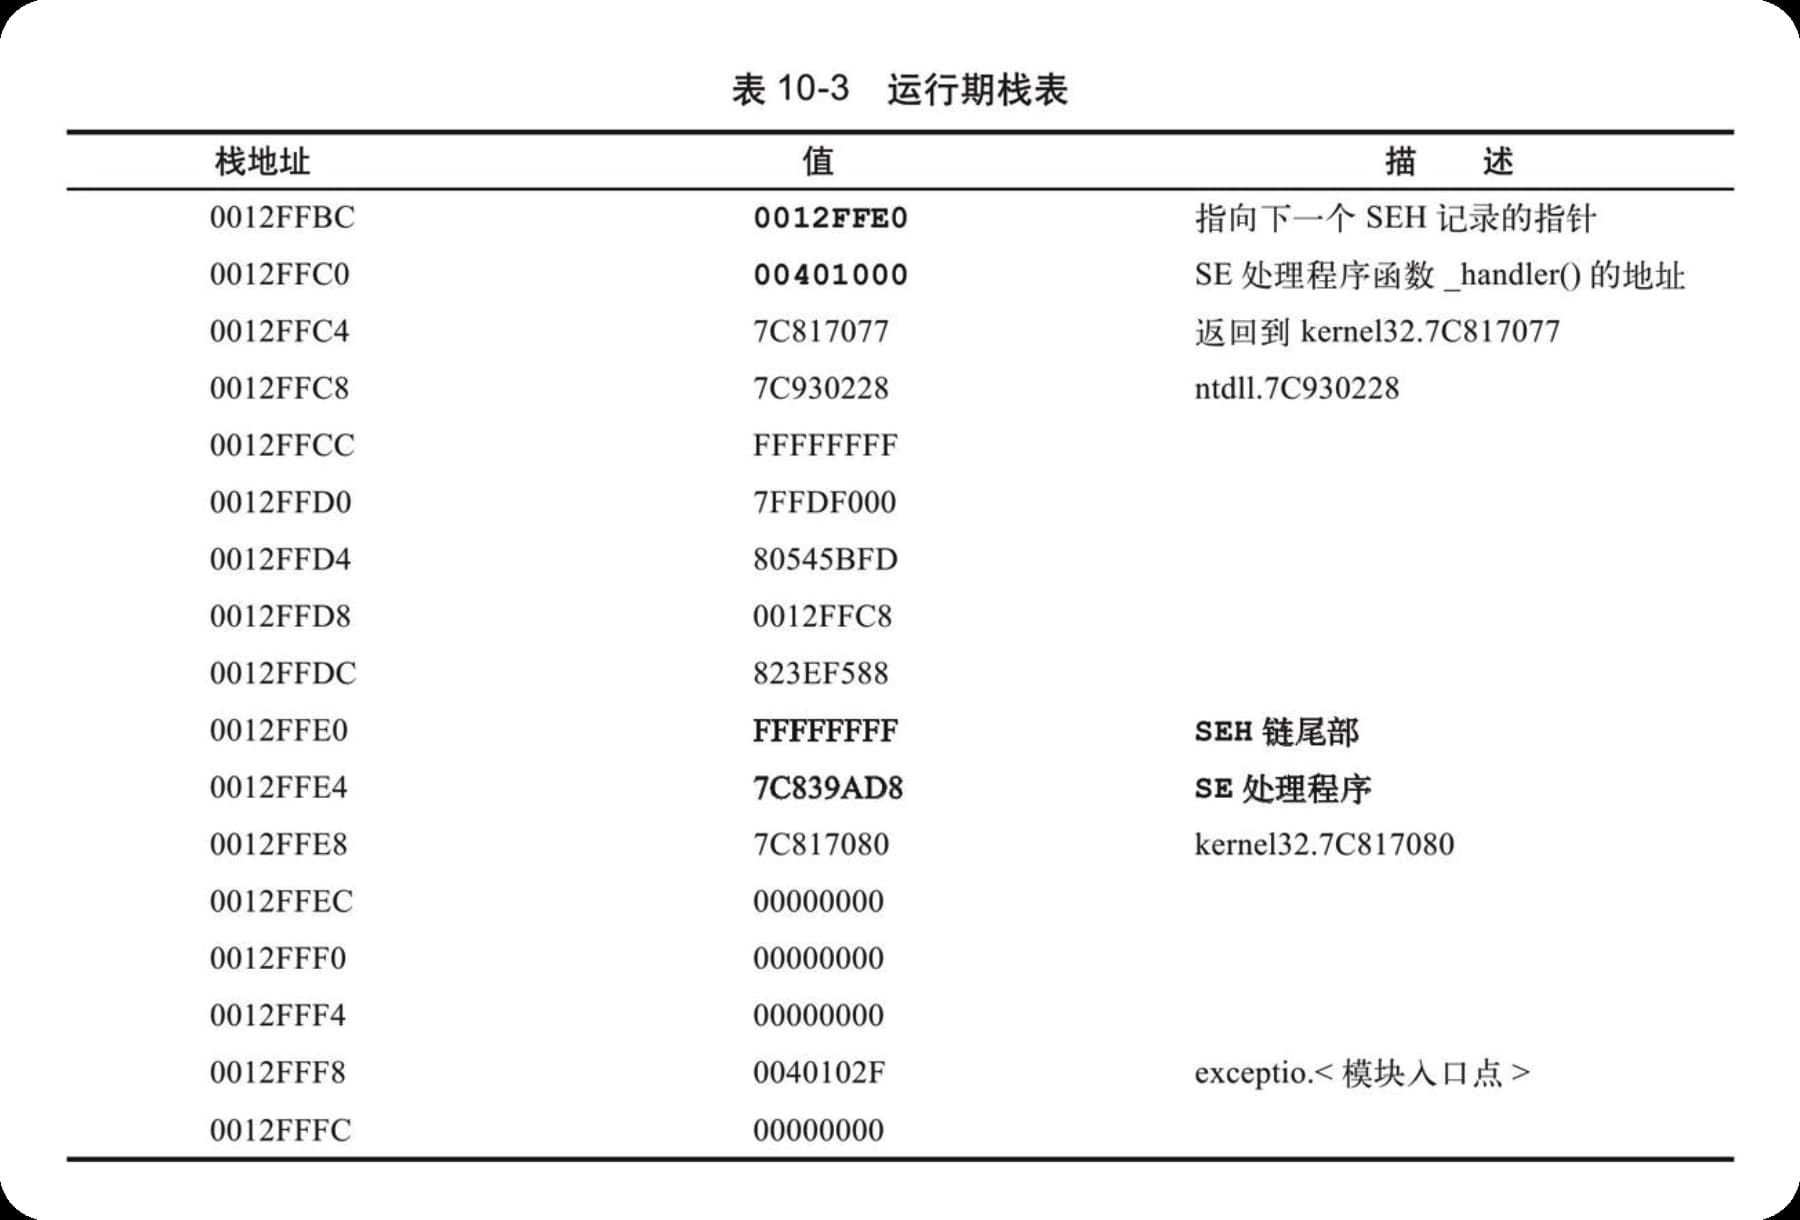 表 10-3 运行期栈表
栈地址 值 描 述
0012FFBC 0012FFE0 指向下一个 SEH 记录的指针
0012FFC0 00401000 SE 处理程序函数 _handler() 的地址
0012FFC4 7C817077 返回到 kernel32.7C817077
0012FFC8 7C930228 ntdll.7C930228
0012FFCC FFFFFFFF
0012FFD0 7FFDF000
0012FFD4 80545BFD
0012FFD8 0012FFC8
0012FFDC 823EF588
0012FFE0 FFFFFFFF SEH 链尾部
0012FFE4 7C839AD8 SE 处理程序
0012FFE8 7C817080 kernel32.7C817080
0012FFEC 00000000
0012FFF0 00000000
0012FFF4 00000000
0012FFF8 0040102F exceptio.< 模块入口点 >
0012FFFC 00000000